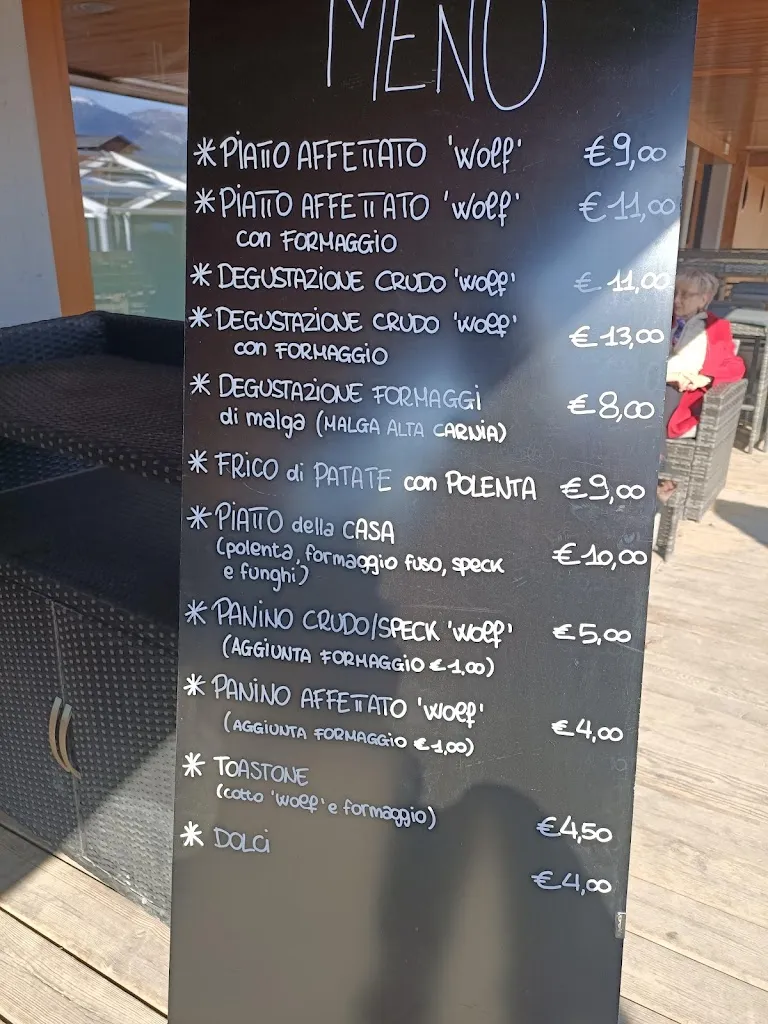 MENÙ
* PIATTO AFFETTATO 'Wolf' €9,00
* PIATTO AFFETTATO 'Wolf' €11,00
con FORMAGGIO
* DEGUSTAZIONE CRUDO 'Wolf' € 11,00
* DEGUSTAZIONE CRUDO 'Wolf' €13,00
con FORMAGGIO
* DEGUSTAZIONE FORMAGGI €8,00
di malga (MALGA ALTA CARNIA)
* FRICO di PATATE con POLENTA €9,00
* PIATTO della CASA
(polenta, formaggio fuso, speck €10,00
e funghi)
* PANINO CRUDO/SPECK 'Wolf' €5,00
(AGGIUNTA FORMAGGIO €1,00)
* PANINO AFFETTATO 'Wolf' €4,00
(AGGIUNTA FORMAGGIO €1,00)
* TOASTONE
(cotto 'Wolf' e formaggio) €4,50
* DOLCI €4,00